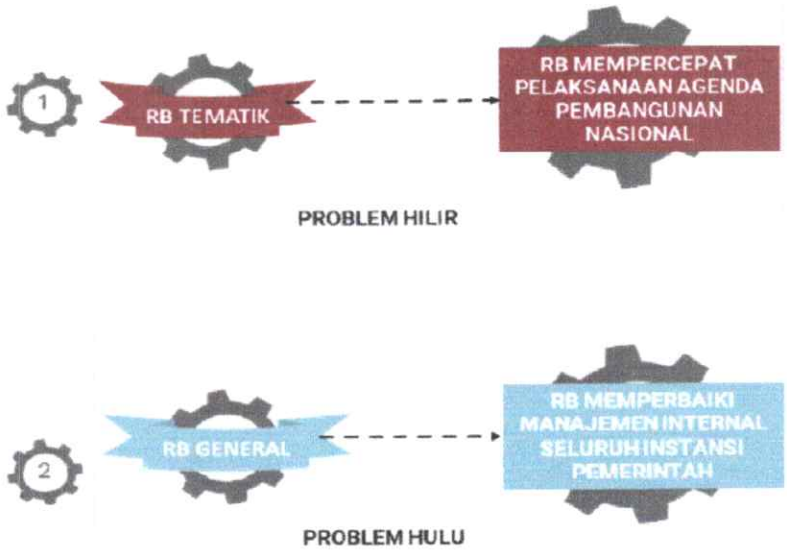 1
RB TEMATIK
RB MEMPERCEPAT
PELAKSANAAN AGENDA
PEMBANGUNAN
NASIONAL
PROBLEM HILIR
2
RB GENERAL
RB MEMPERBAIKI
MANAJEMEN INTERNAL
SELURUH INSTANSI
PEMERINTAH
PROBLEM HULU